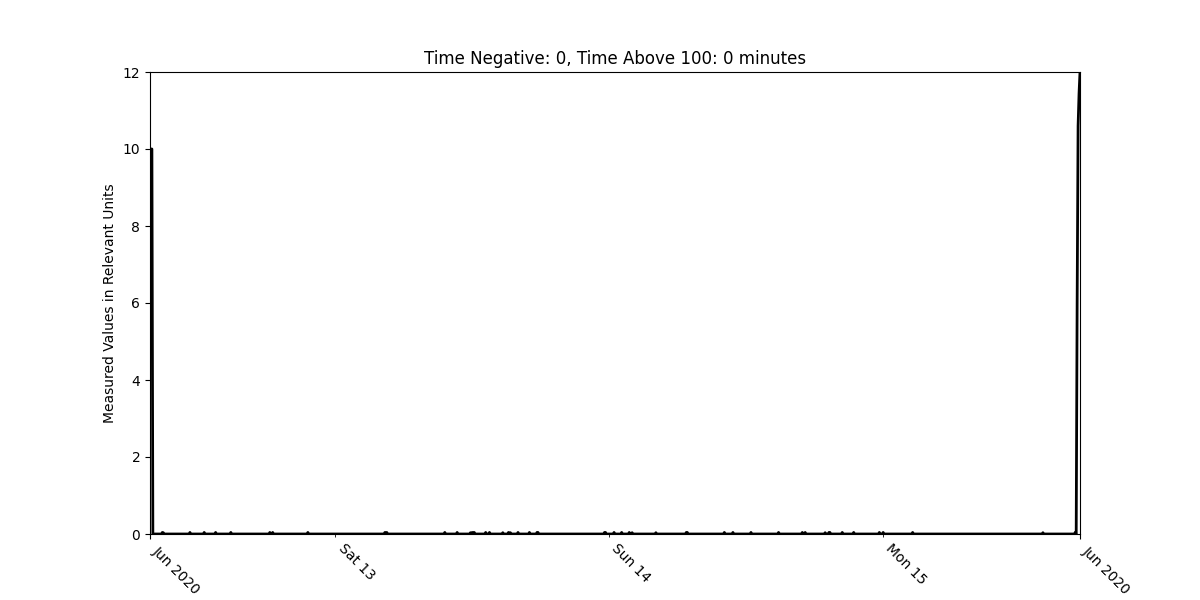 Time Negative: 0, Time Above 100: 0 minutes
12
10
8
6
4
2
0
Measured Values in Relevant Units
Jun 2020
Sat 13
Sun 14
Mon 15
Jun 2020